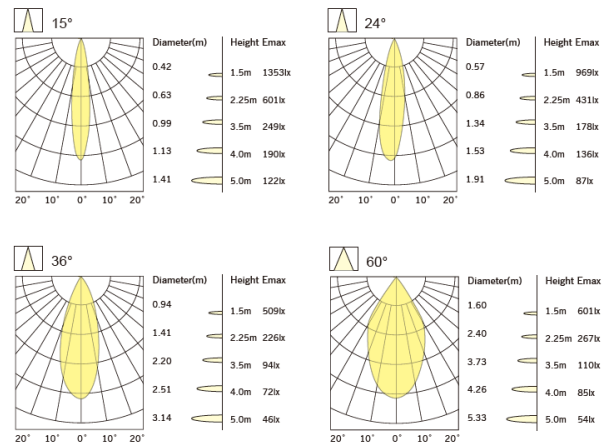 15°
Diameter(m) Height Emax
0.42 1.5m 1353lx
0.63 2.25m 601lx
0.99 3.5m 249lx
1.13 4.0m 190lx
1.41 5.0m 122lx
20° 10° 0° 10° 20°
24°
Diameter(m) Height Emax
0.57 1.5m 969lx
0.86 2.25m 431lx
1.34 3.5m 178lx
1.53 4.0m 136lx
1.91 5.0m 87lx
20° 10° 0° 10° 20°
36°
Diameter(m) Height Emax
0.94 1.5m 509lx
1.41 2.25m 226lx
2.20 3.5m 94lx
2.51 4.0m 72lx
3.14 5.0m 46lx
20° 10° 0° 10° 20°
60°
Diameter(m) Height Emax
1.60 1.5m 601lx
2.40 2.25m 267lx
3.73 3.5m 110lx
4.26 4.0m 85lx
5.33 5.0m 54lx
20° 10° 0° 10° 20°